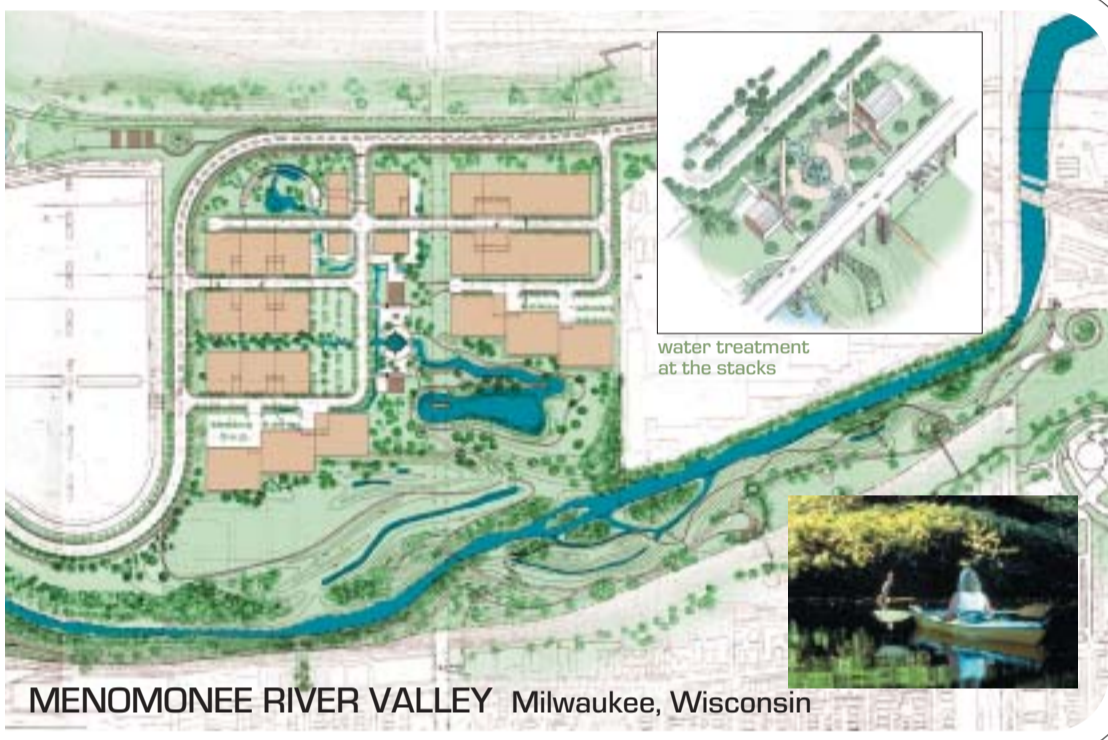 water treatment
at the stacks
MENOMONEE RIVER VALLEY Milwaukee, Wisconsin